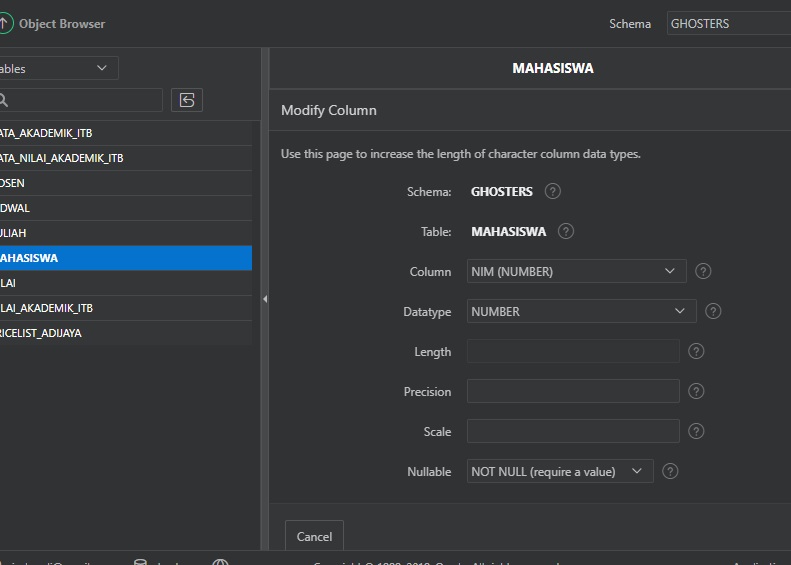 Object Browser
Schema GHOSTERS
ables
ATA_AKADEMIK_ITB
ATA_NILAI_AKADEMIK_ITB
OSEN
DWAL
ULIAH
AHASISWA
LAI
LAI_AKADEMIK_ITB
RICELIST_ADIJAYA
MAHASISWA
Modify Column
Use this page to increase the length of character column data types.
Schema: GHOSTERS ?
Table: MAHASISWA ?
Column NIM (NUMBER) ?
Datatype NUMBER ?
Length ?
Precision ?
Scale ?
Nullable NOT NULL (require a value) ?
Cancel